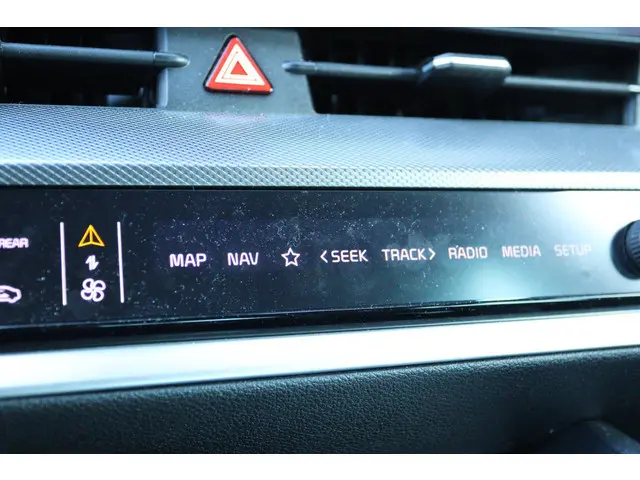 REAR MAP NAV <SEEK TRACK> RADIO MEDIA SETUP